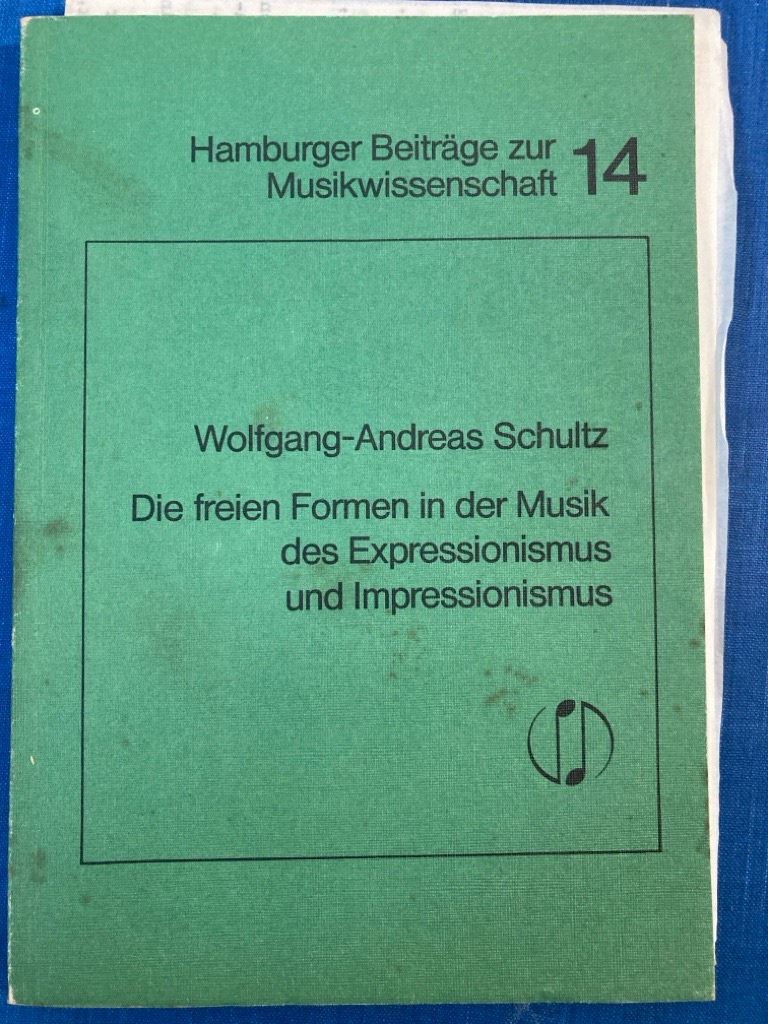 Hamburger Beiträge zur
Musikwissenschaft 14
Wolfgang-Andreas Schultz
Die freien Formen in der Musik
des Expressionismus
und Impressionismus